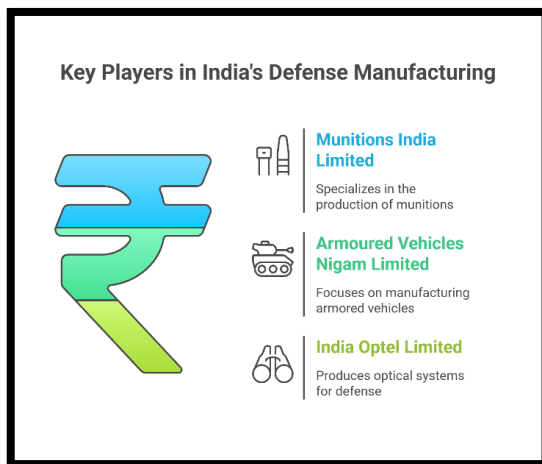 Key Players in India's Defense Manufacturing
Munitions India
Limited
Specializes in the
production of munitions
Armoured Vehicles
Nigam Limited
Focuses on manufacturing
armored vehicles
India Optel Limited
Produces optical systems
for defense